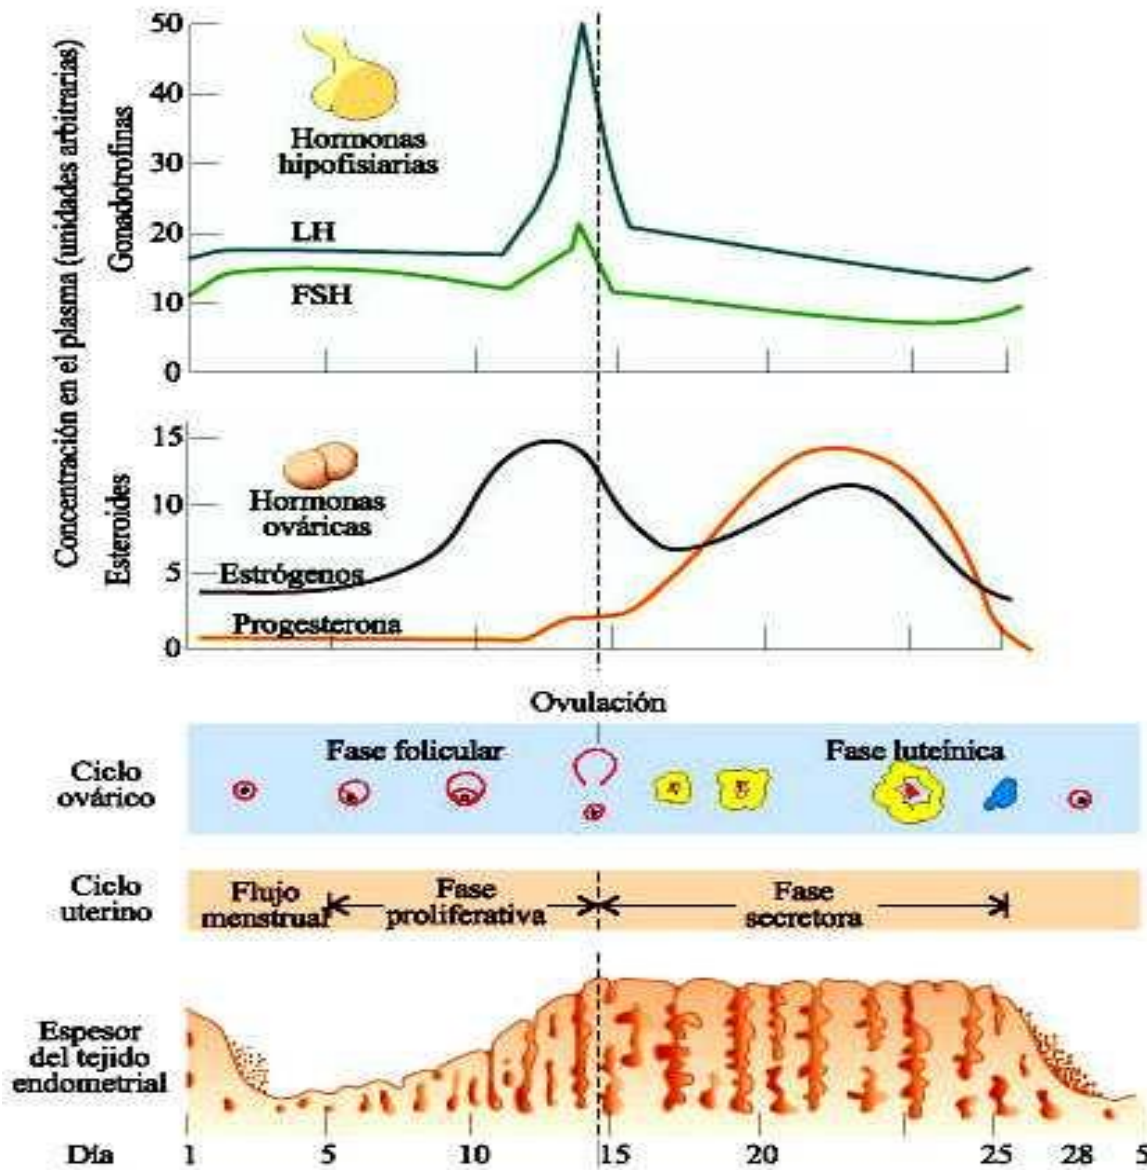 Concentración en el plasma (unidades arbitrarias)
Gonadotrofinas
50
40
30
20
10
0
Hormonas
hipofisiarias
LH
FSH
Esteroides
15
10
5
0
Hormonas
ováricas
Estrógenos
Progesterona
Ovulación
Ciclo
ovárico
Fase folicular
Fase luteínica
Ciclo
uterino
Flujo
menstrual
Fase
proliferativa
Fase
secretora
Espesor
del tejido
endometrial
Día 1 5 10 15 20 25 28 5